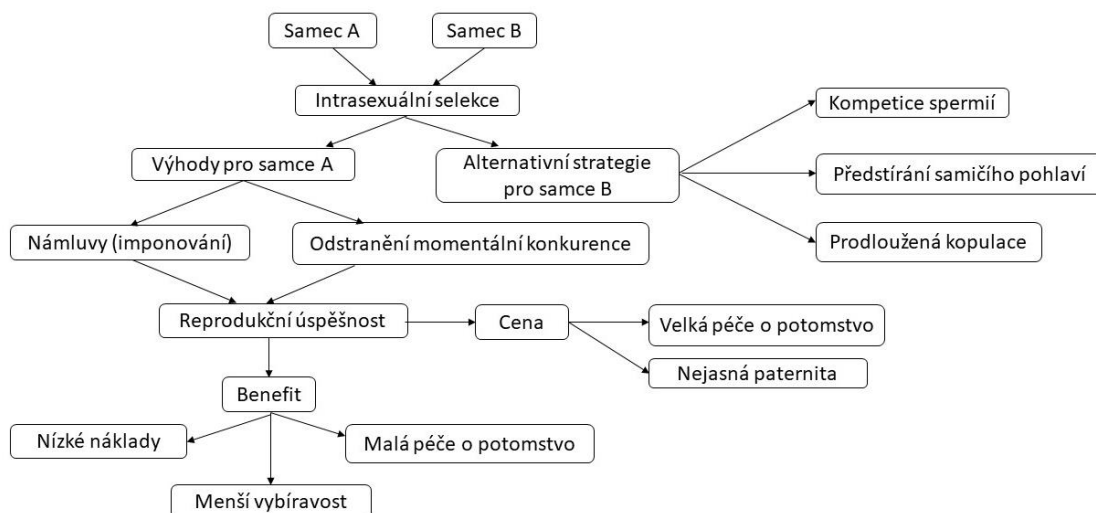 Samec A
Samec B
Intrasexuální selekce
Kompetice spermií
Výhody pro samce A
Alternativní strategie
pro samce B
Předstírání samičího pohlaví
Námluvy (imponování)
Odstranění momentální konkurence
Prodloužená kopulace
Reprodukční úspěšnost
Cena
Velká péče o potomstvo
Nejasná paternita
Benefit
Nízké náklady
Malá péče o potomstvo
Menší vybíravost